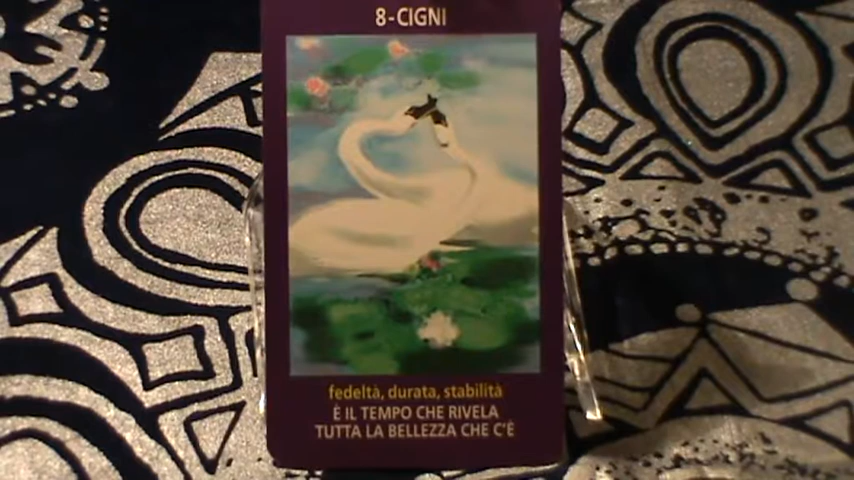 8-CIGNI
fedeltà, durata, stabilità
È IL TEMPO CHE RIVELA
TUTTA LA BELLEZZA CHE C'È